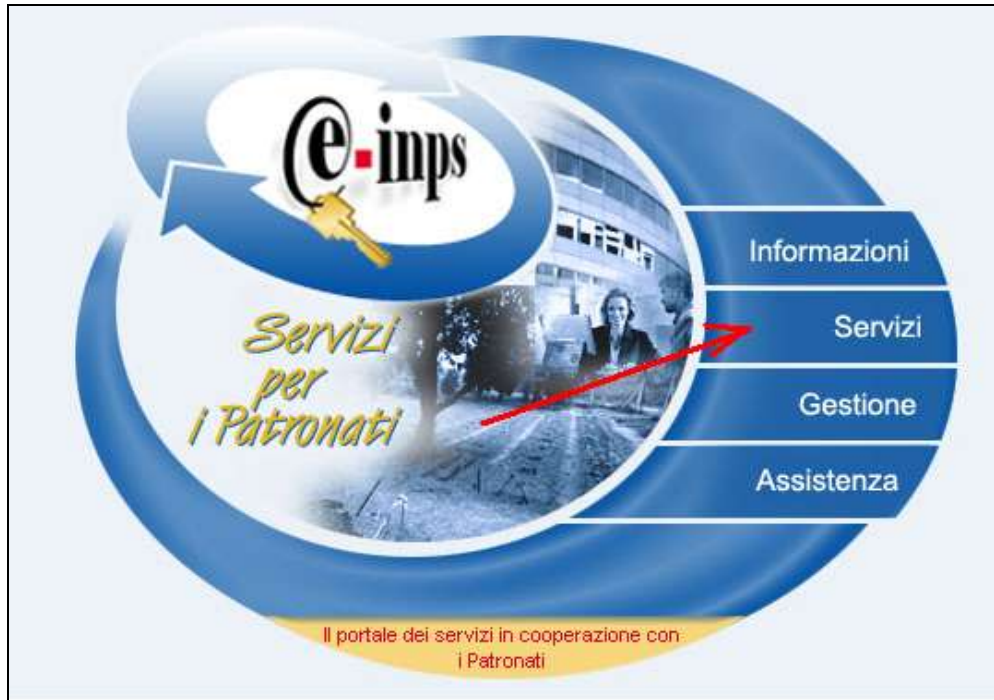 @-inps
Servizi
per
i Patronati
Informazioni
Servizi
Gestione
Assistenza
Il portale dei servizi in cooperazione con
i Patronati